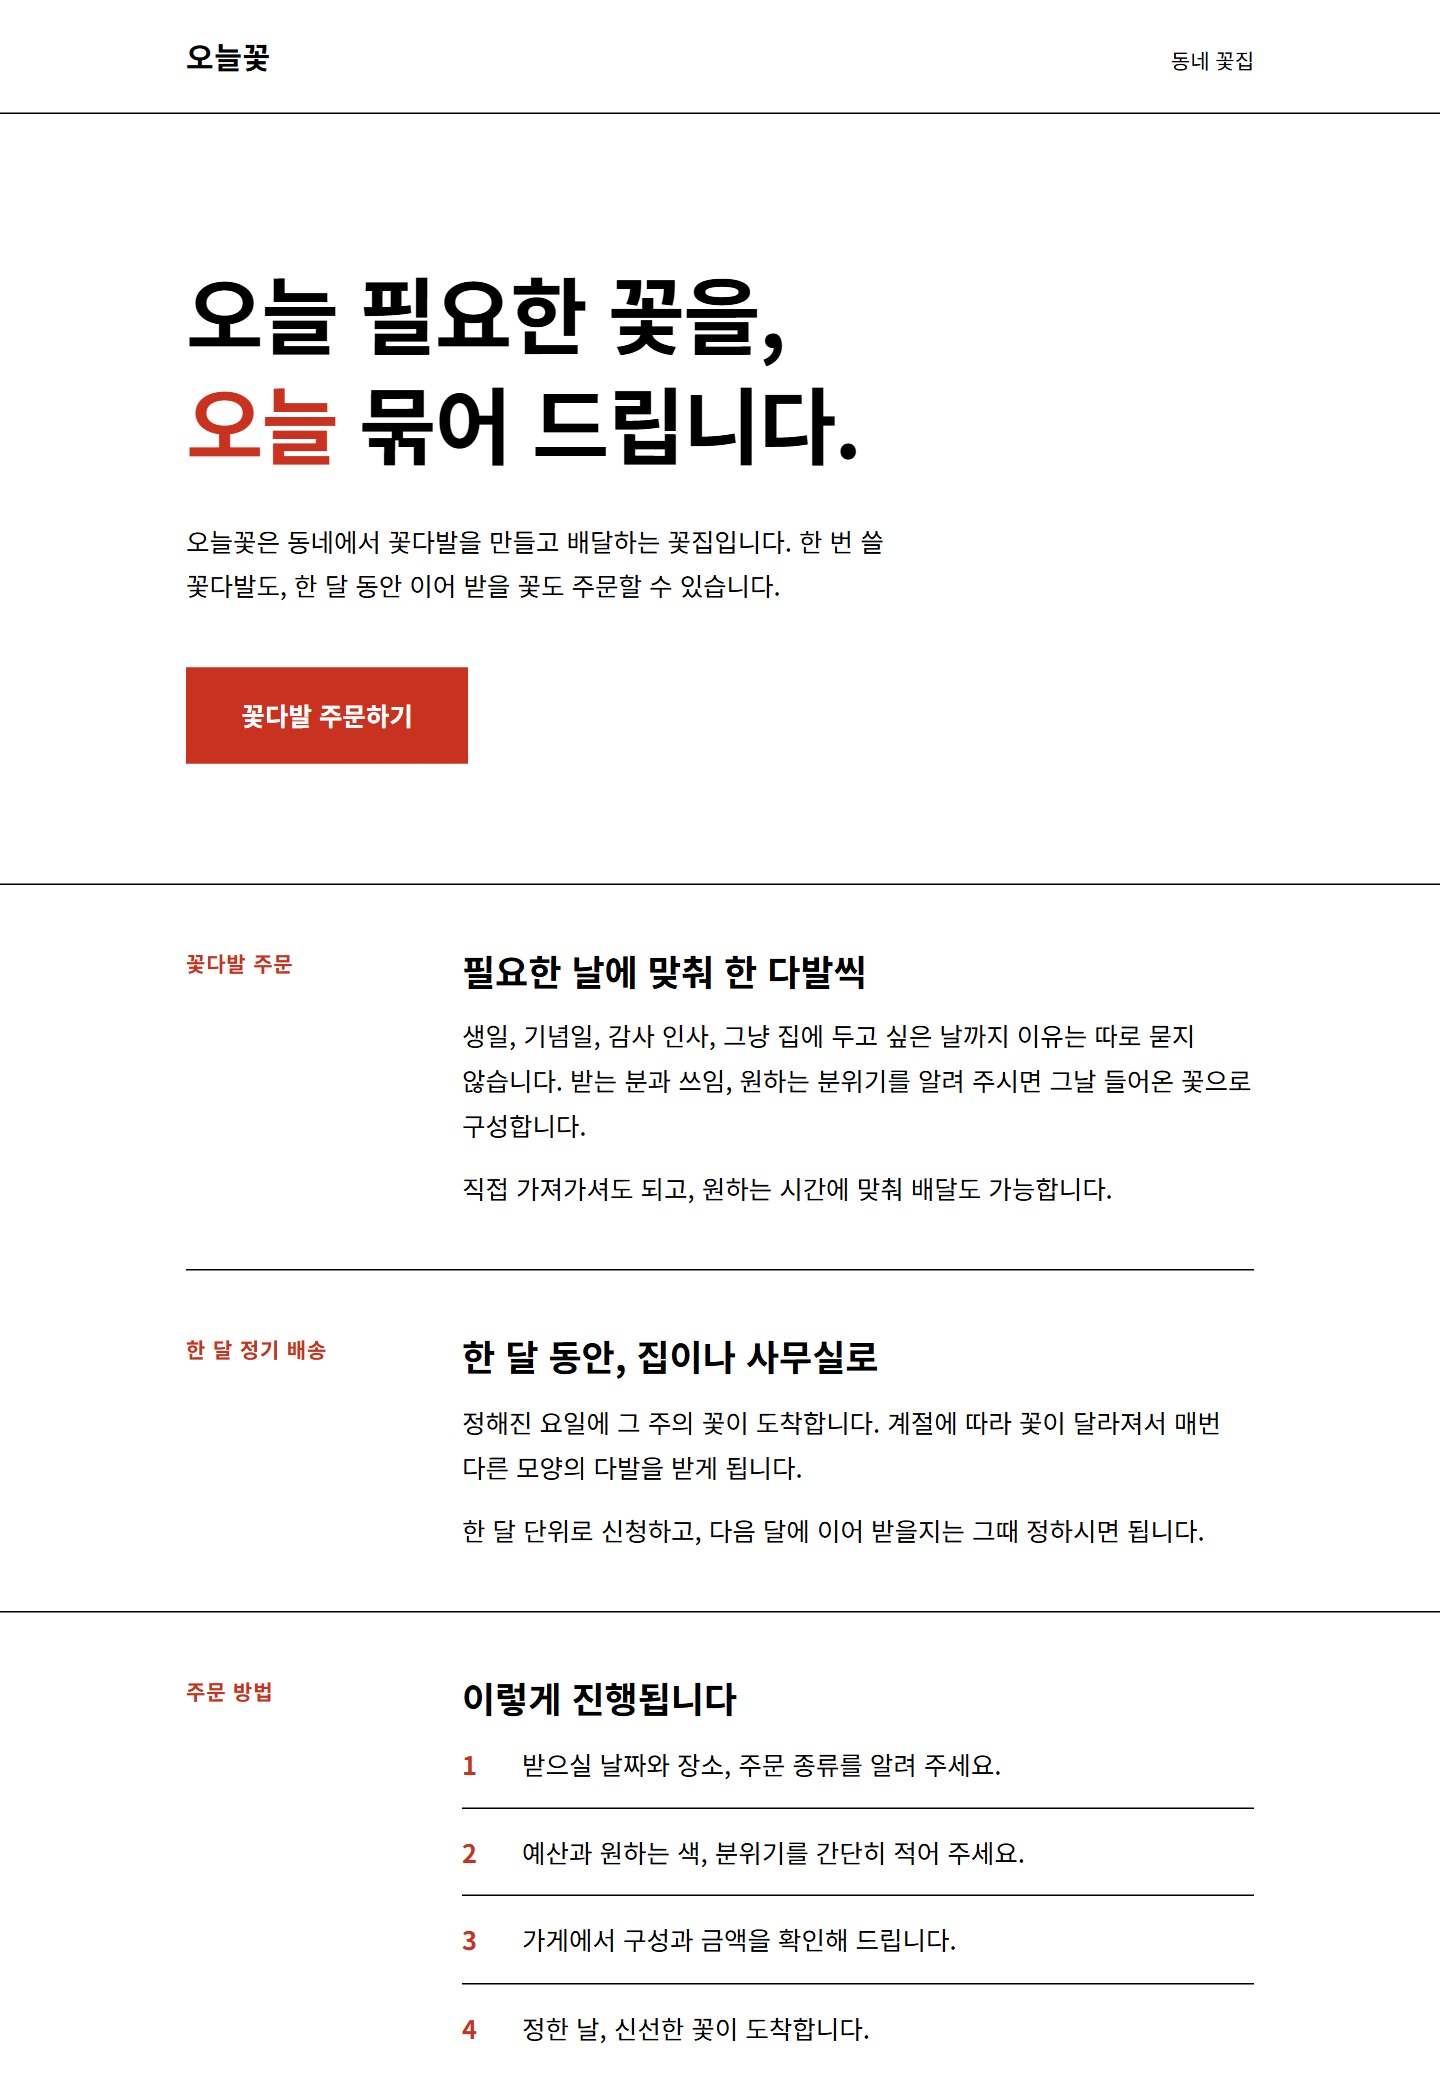 오늘꽃
동네 꽃집
오늘 필요한 꽃을,
오늘 묶어 드립니다.
오늘꽃은 동네에서 꽃다발을 만들고 배달하는 꽃집입니다. 한 번 쓸
꽃다발도, 한 달 동안 이어 받을 꽃도 주문할 수 있습니다.
꽃다발 주문하기
꽃다발 주문
필요한 날에 맞춰 한 다발씩
생일, 기념일, 감사 인사, 그냥 집에 두고 싶은 날까지 이유는 따로 묻지
않습니다. 받는 분과 쓰임, 원하는 분위기를 알려 주시면 그날 들어온 꽃으로
구성합니다.
직접 가져가셔도 되고, 원하는 시간에 맞춰 배달도 가능합니다.
한 달 정기 배송
한 달 동안, 집이나 사무실로
정해진 요일에 그 주의 꽃이 도착합니다. 계절에 따라 꽃이 달라져서 매번
다른 모양의 다발을 받게 됩니다.
한 달 단위로 신청하고, 다음 달에 이어 받을지는 그때 정하시면 됩니다.
주문 방법
이렇게 진행됩니다
1 받으실 날짜와 장소, 주문 종류를 알려 주세요.
2 예산과 원하는 색, 분위기를 간단히 적어 주세요.
3 가게에서 구성과 금액을 확인해 드립니다.
4 정한 날, 신선한 꽃이 도착합니다.